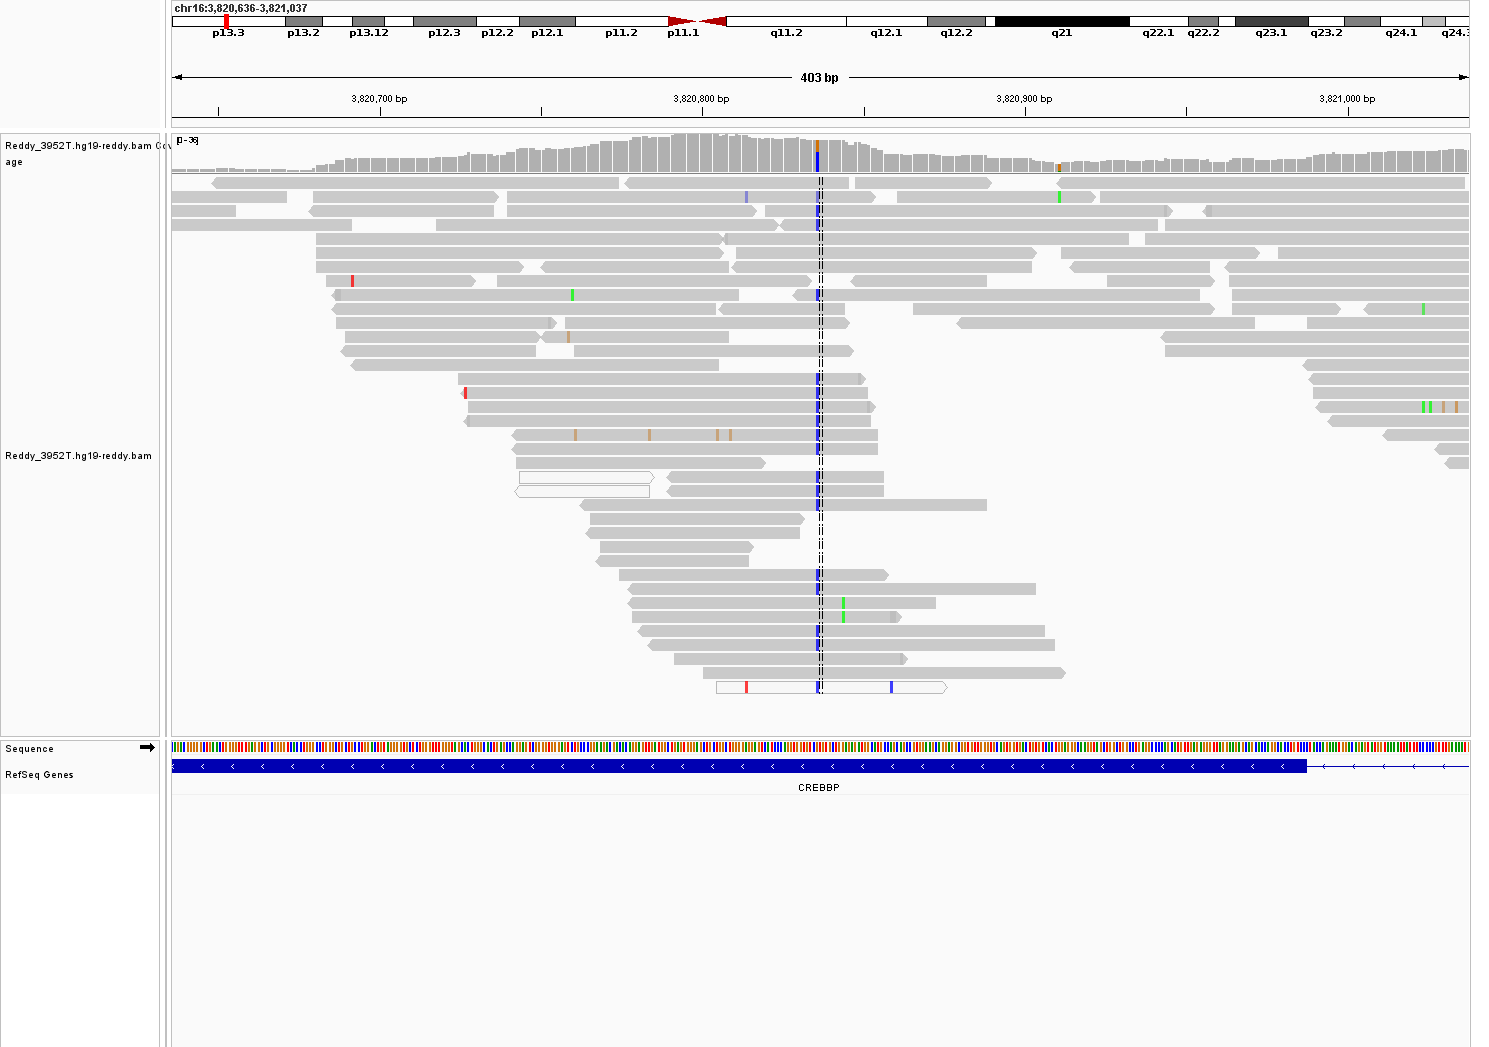 chr16:3,820,636-3,821,037
p13.3 p13.2 p13.12 p12.3 p12.2 p12.1 p11.2 p11.1 q11.2 q12.1 q12.2 q21 q22.1 q22.2 q23.1 q23.2 q24.1 q24.3
403 bp
3,820,700 bp 3,820,800 bp 3,820,900 bp 3,821,000 bp
[0-36]
Reddy_3952T.hg19-reddy.bam Cov
age
Reddy_3952T.hg19-reddy.bam
Sequence
RefSeq Genes
CREBBP